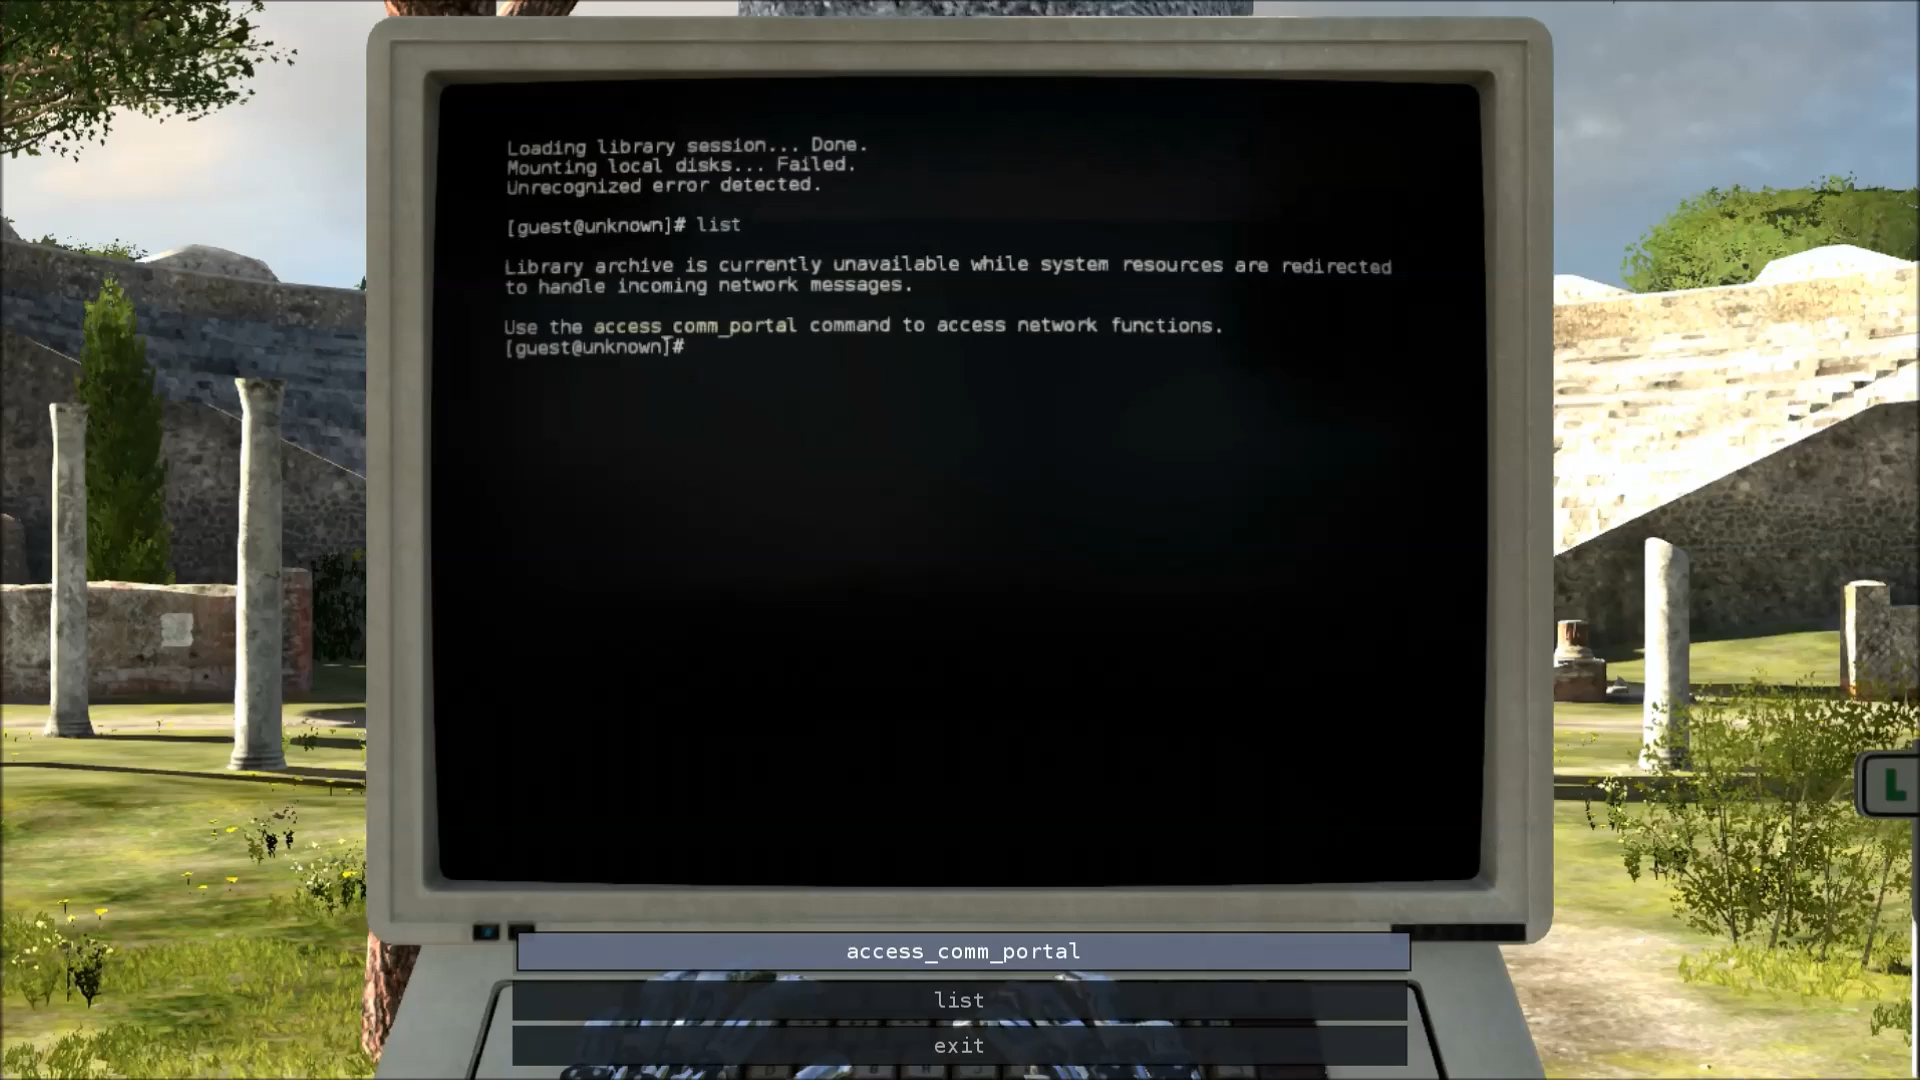 Loading library session... Done.
Mounting local disks... Failed.
Unrecognized error detected.
[guest@unknown]# list
Library archive is currently unavailable while system resources are redirected
to handle incoming network messages.
Use the access_comm_portal command to access network functions.
[guest@unknown]#
L
access_comm_portal
list
exit